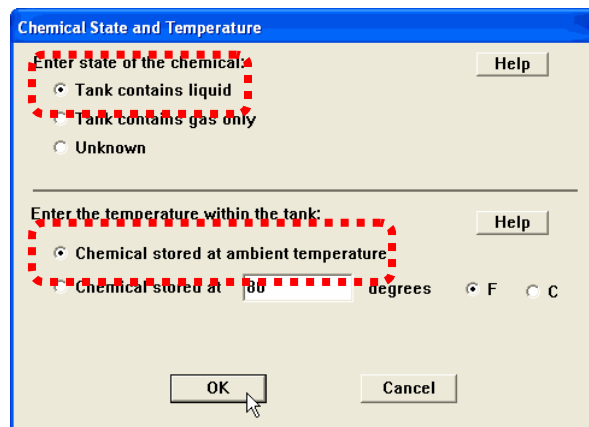 Chemical State and Temperature
Enter state of the chemical:
Help
Tank contains liquid
Tank contains gas only
Unknown
Enter the temperature within the tank:
Help
Chemical stored at ambient temperature
Chemical stored at 80 degrees F C
OK Cancel